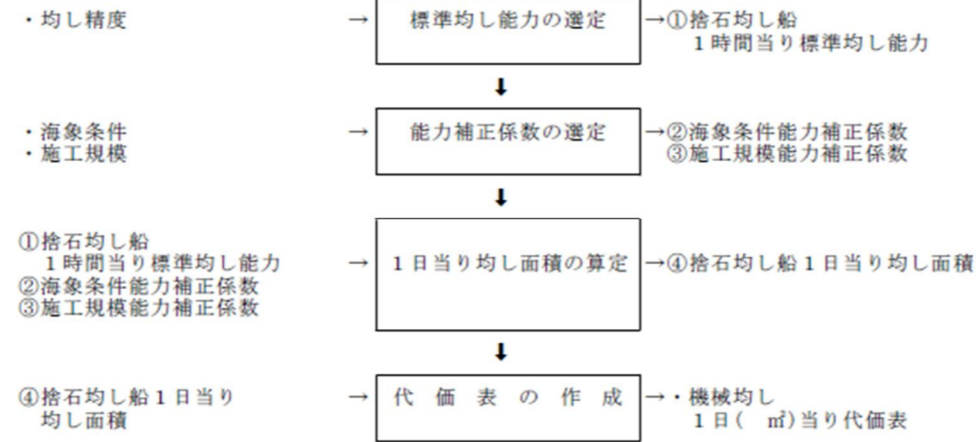 ・均し精度 → 標準均し能力の選定 →①捨石均し船
1時間当り標準均し能力
⬇
・海象条件 → 能力補正係数の選定 →②海象条件能力補正係数
・施工規模 ③施工規模能力補正係数
⬇
①捨石均し船
1時間当り標準均し能力 → 1日当り均し面積の算定 →④捨石均し船1日当り均し面積
②海象条件能力補正係数
③施工規模能力補正係数
⬇
④捨石均し船1日当り → 代価表の作成 →・機械均し
均し面積 1日(　㎡)当り代価表